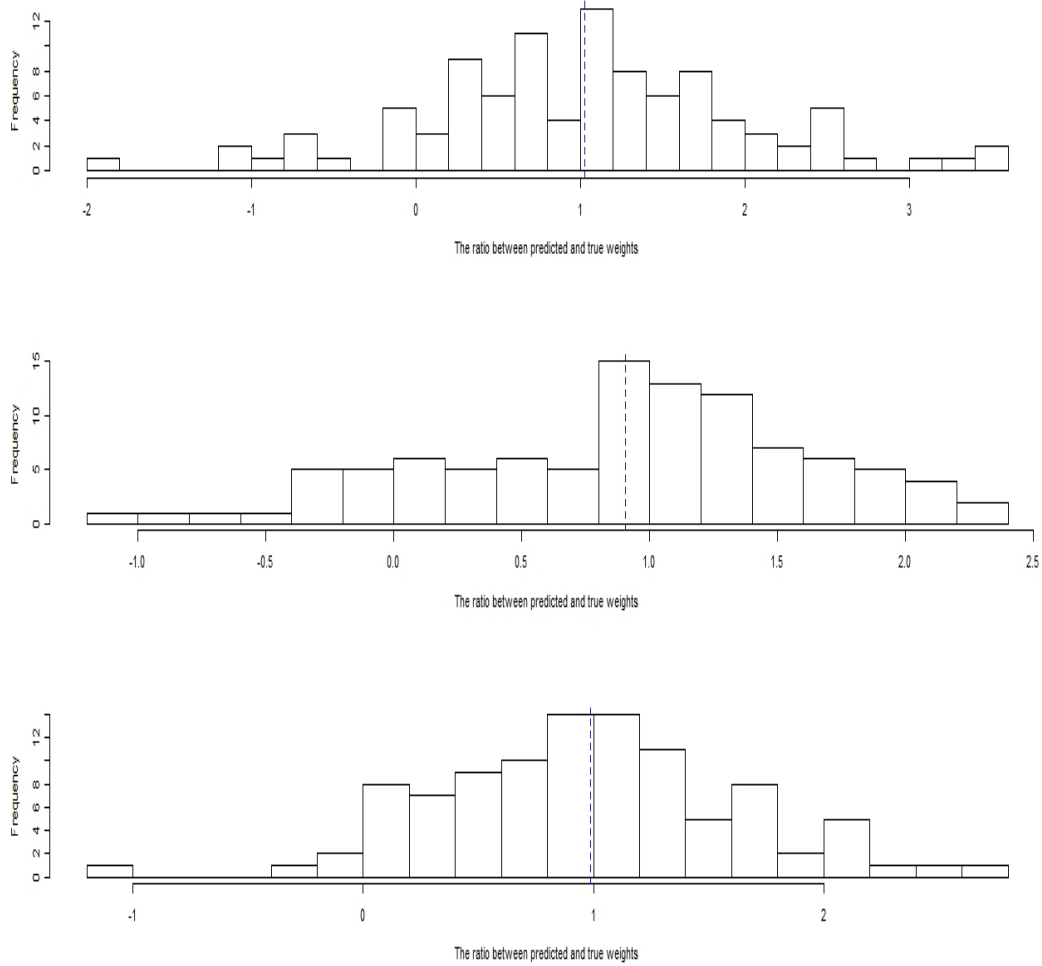 Frequency
12
8
6
4
2
0
-2 -1 0 1 2 3
The ratio between predicted and true weights
Frequency
15
10
5
0
-1.0 -0.5 0.0 0.5 1.0 1.5 2.0 2.5
The ratio between predicted and true weights
Frequency
12
8
6
4
2
0
-1 0 1 2
The ratio between predicted and true weights